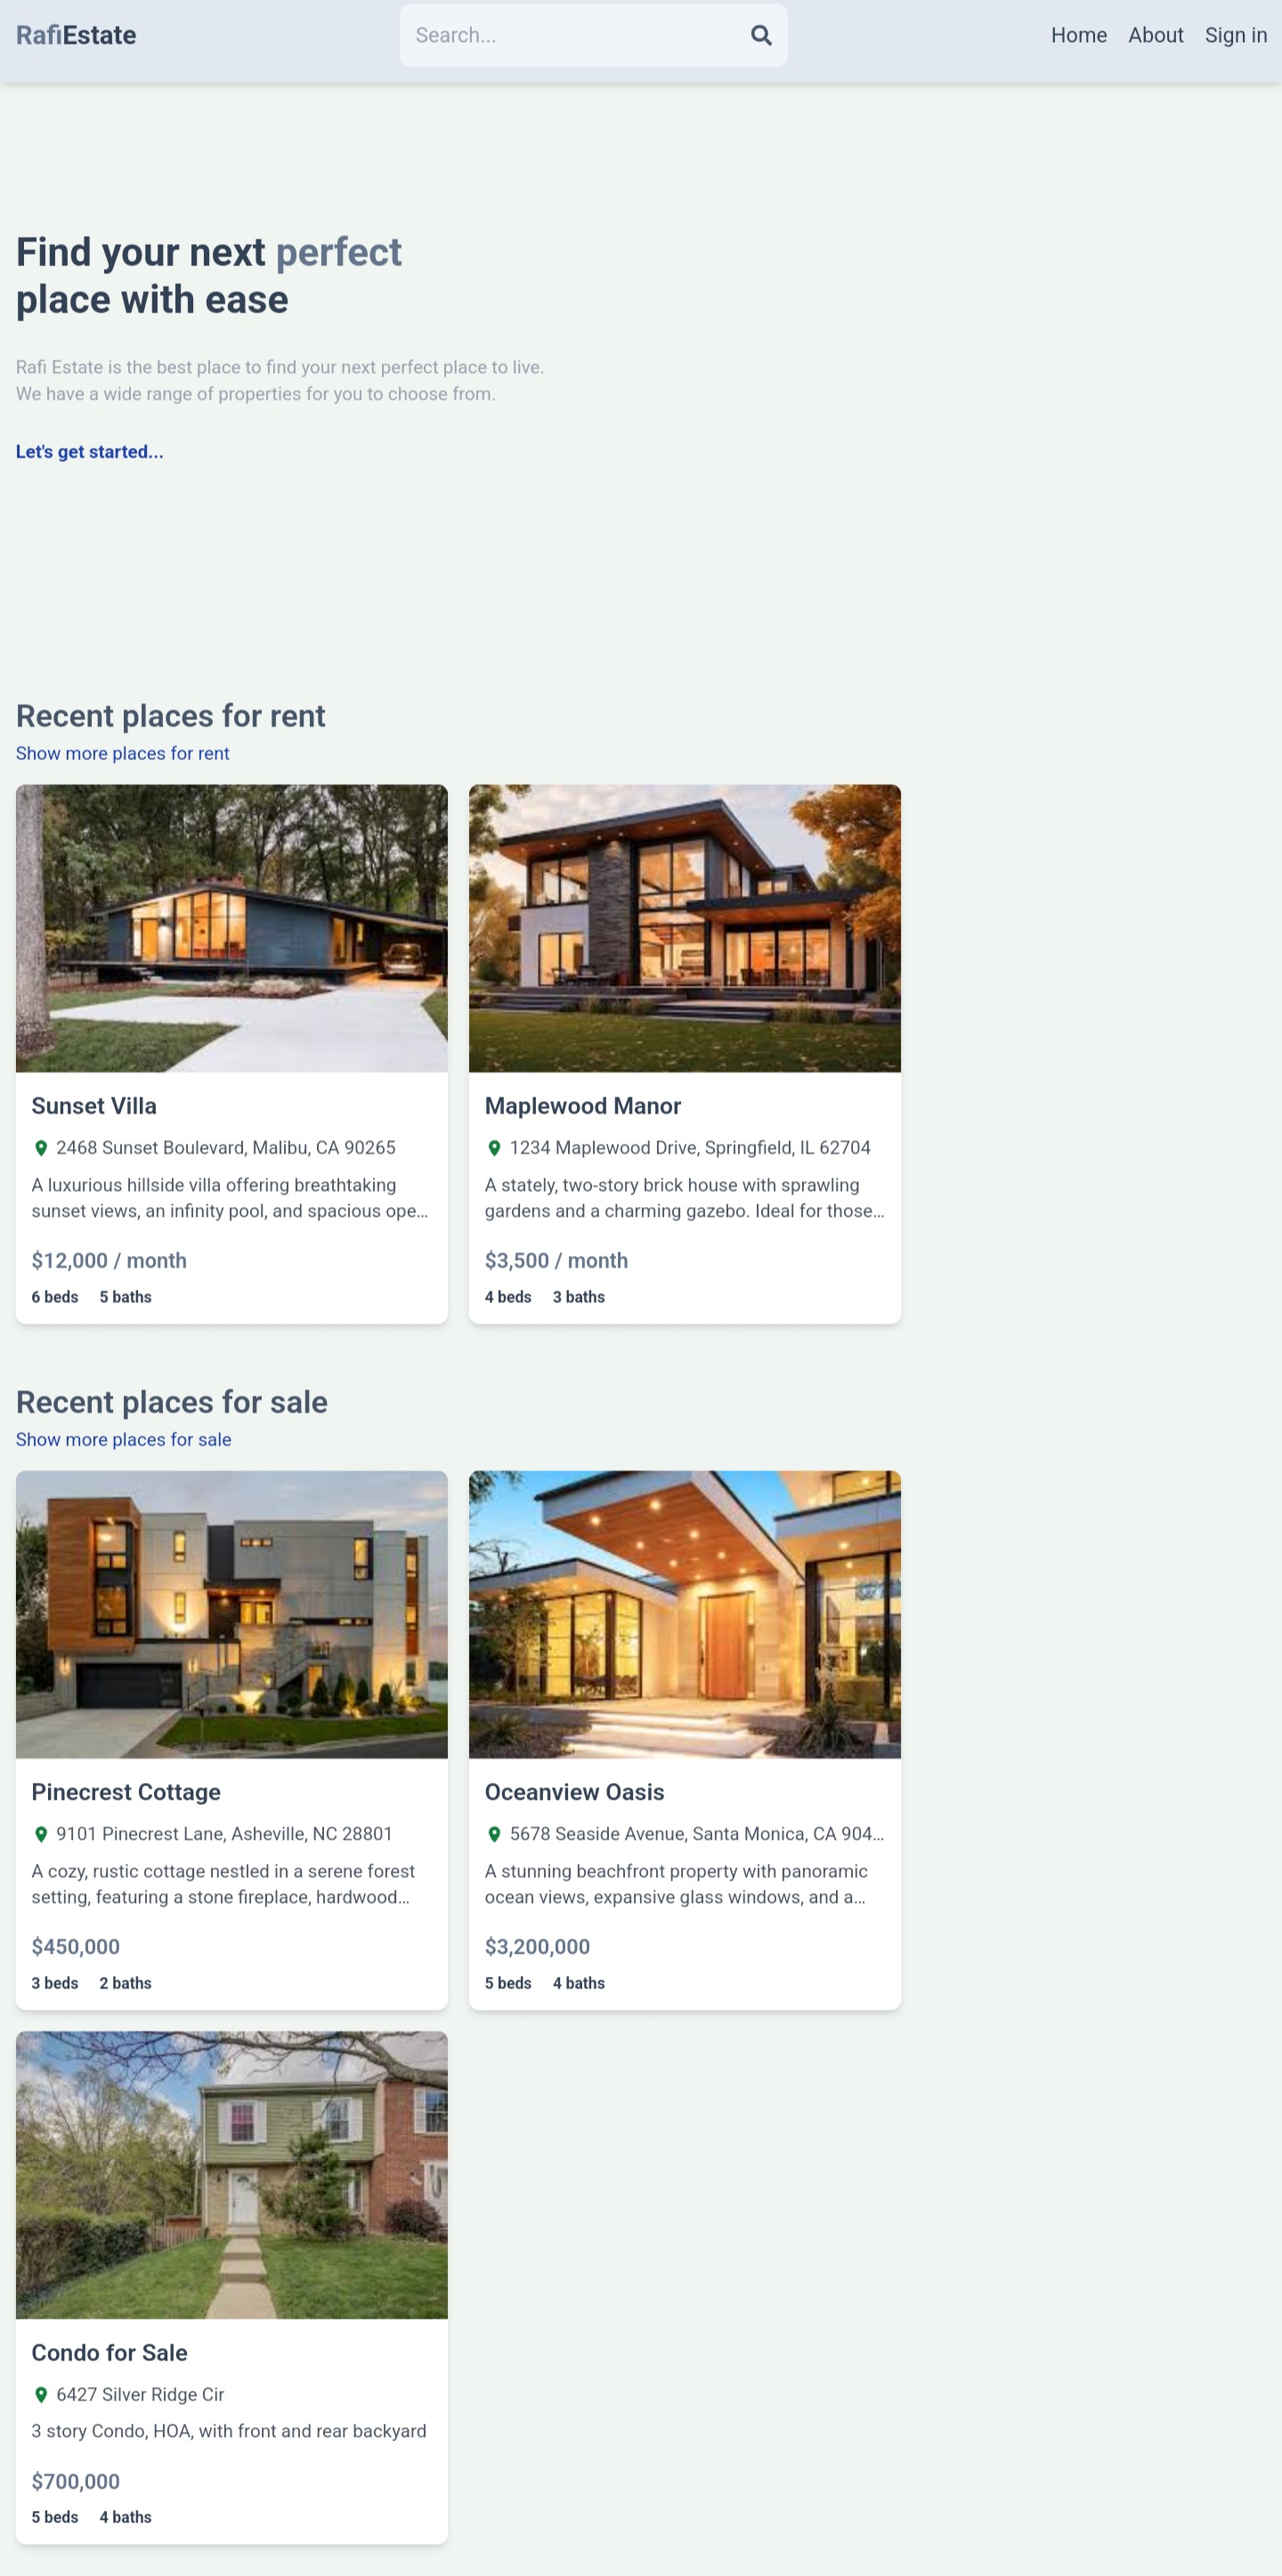 RafiEstate
Search...
Home About Sign in
Find your next perfect
place with ease
Rafi Estate is the best place to find your next perfect place to live.
We have a wide range of properties for you to choose from.
Let's get started...
Recent places for rent
Show more places for rent
Sunset Villa
2468 Sunset Boulevard, Malibu, CA 90265
A luxurious hillside villa offering breathtaking
sunset views, an infinity pool, and spacious ope...
$12,000 / month
6 beds 5 baths
Maplewood Manor
1234 Maplewood Drive, Springfield, IL 62704
A stately, two-story brick house with sprawling
gardens and a charming gazebo. Ideal for those...
$3,500 / month
4 beds 3 baths
Recent places for sale
Show more places for sale
Pinecrest Cottage
9101 Pinecrest Lane, Asheville, NC 28801
A cozy, rustic cottage nestled in a serene forest
setting, featuring a stone fireplace, hardwood...
$450,000
3 beds 2 baths
Oceanview Oasis
5678 Seaside Avenue, Santa Monica, CA 904...
A stunning beachfront property with panoramic
ocean views, expansive glass windows, and a...
$3,200,000
5 beds 4 baths
Condo for Sale
6427 Silver Ridge Cir
3 story Condo, HOA, with front and rear backyard
$700,000
5 beds 4 baths